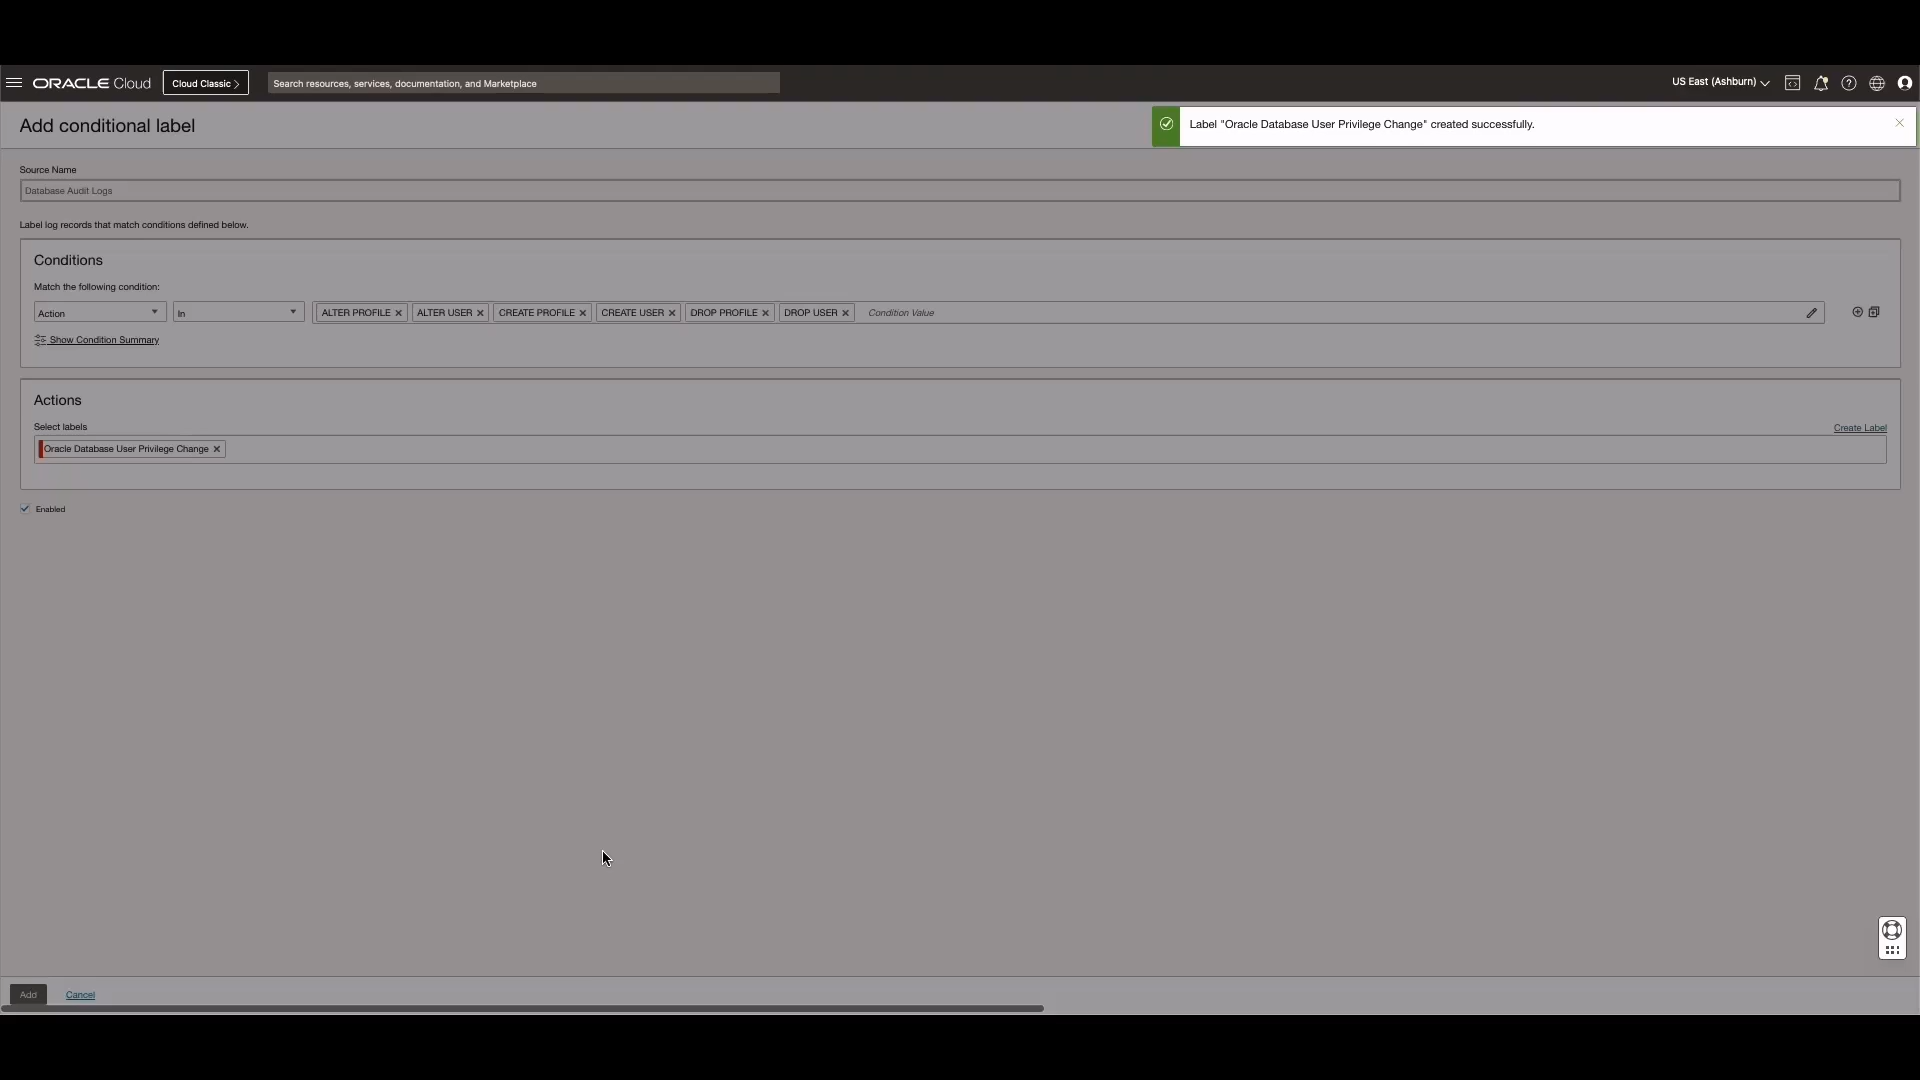 ORACLE Cloud
Cloud Classic
Search resources, services, documentation, and Marketplace
US East (Ashburn)
Add conditional label
Label "Oracle Database User Privilege Change" created successfully.
Source Name
Database Audit Logs
Label log records that match conditions defined below.
Conditions
Match the following condition:
Action In ALTER PROFILE ALTER USER CREATE PROFILE CREATE USER DROP PROFILE DROP USER Condition Value
Show Condition Summary
Actions
Select labels
Create Label
Oracle Database User Privilege Change
Enabled
Add Cancel